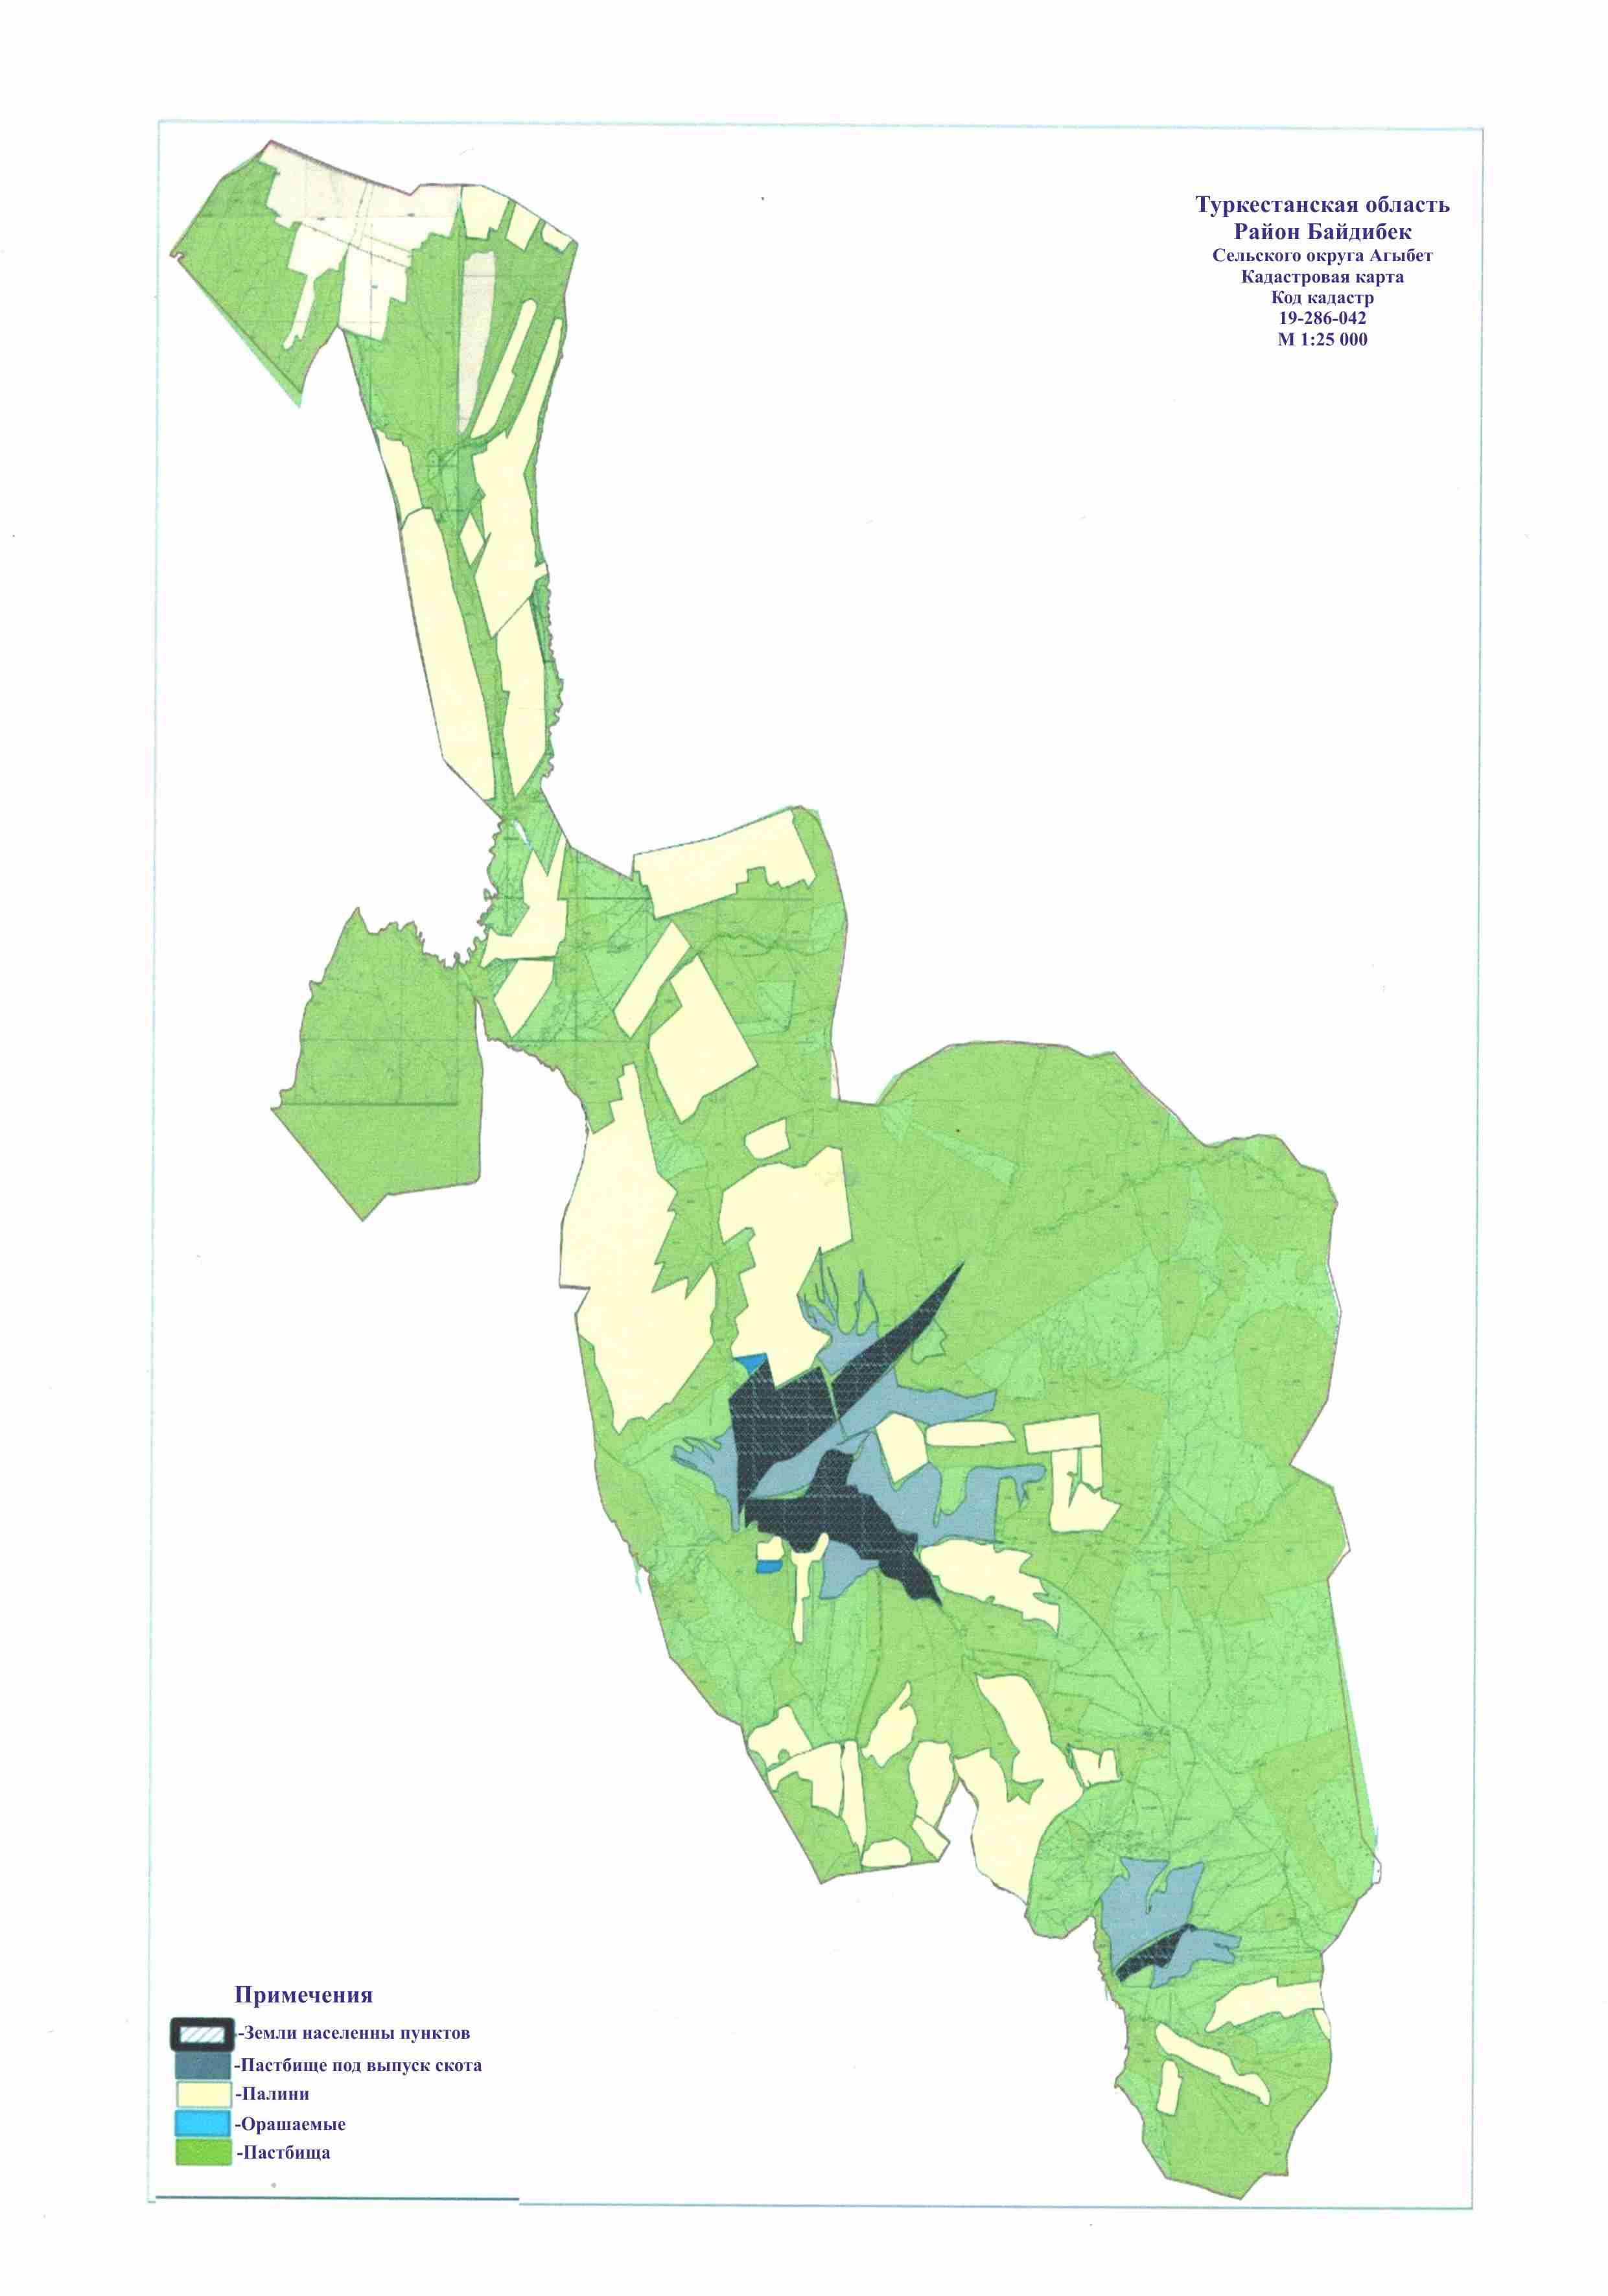 Туркестанская область
Район Байдибек
Сельского округа Агыбет
Кадастровая карта
Код кадастр
19-286-042
М 1:25 000
Примечения
-Земли населенны пунктов
-Пастбище под выпуск скота
-Палини
-Орашаемые
-Пастбища